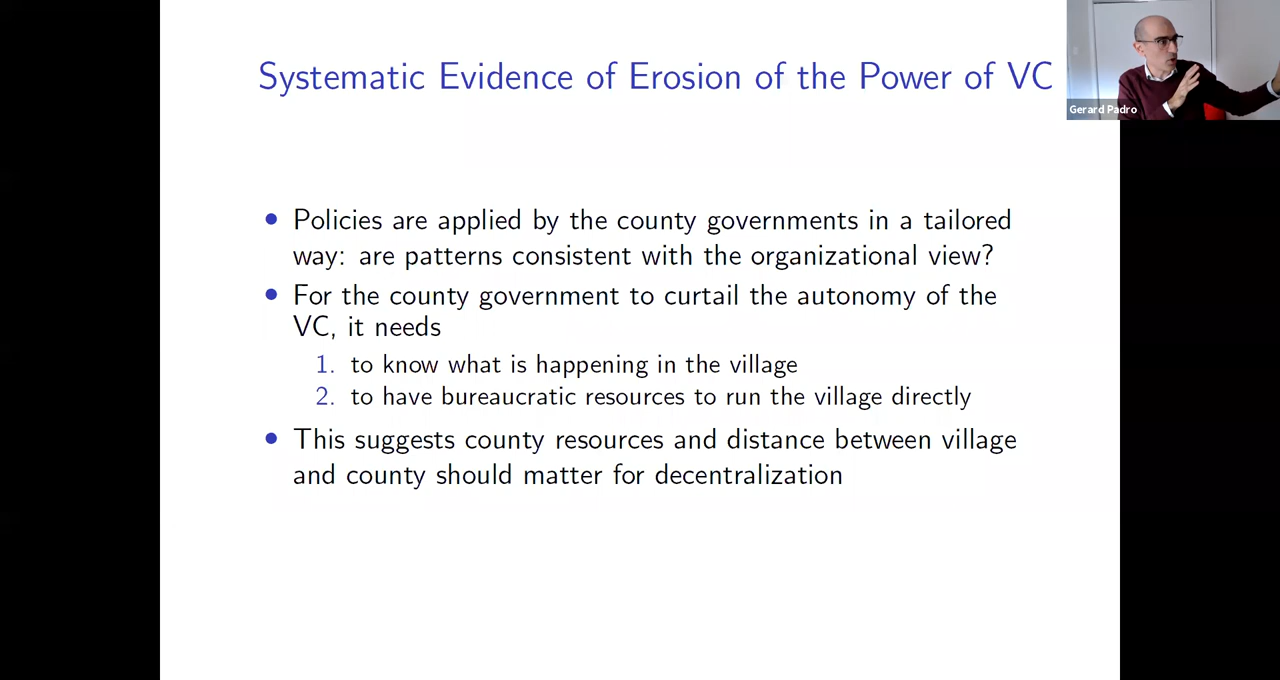 Systematic Evidence of Erosion of the Power of VC
Gerard Padro
• Policies are applied by the county governments in a tailored
way: are patterns consistent with the organizational view?
• For the county government to curtail the autonomy of the
VC, it needs
1. to know what is happening in the village
2. to have bureaucratic resources to run the village directly
• This suggests county resources and distance between village
and county should matter for decentralization